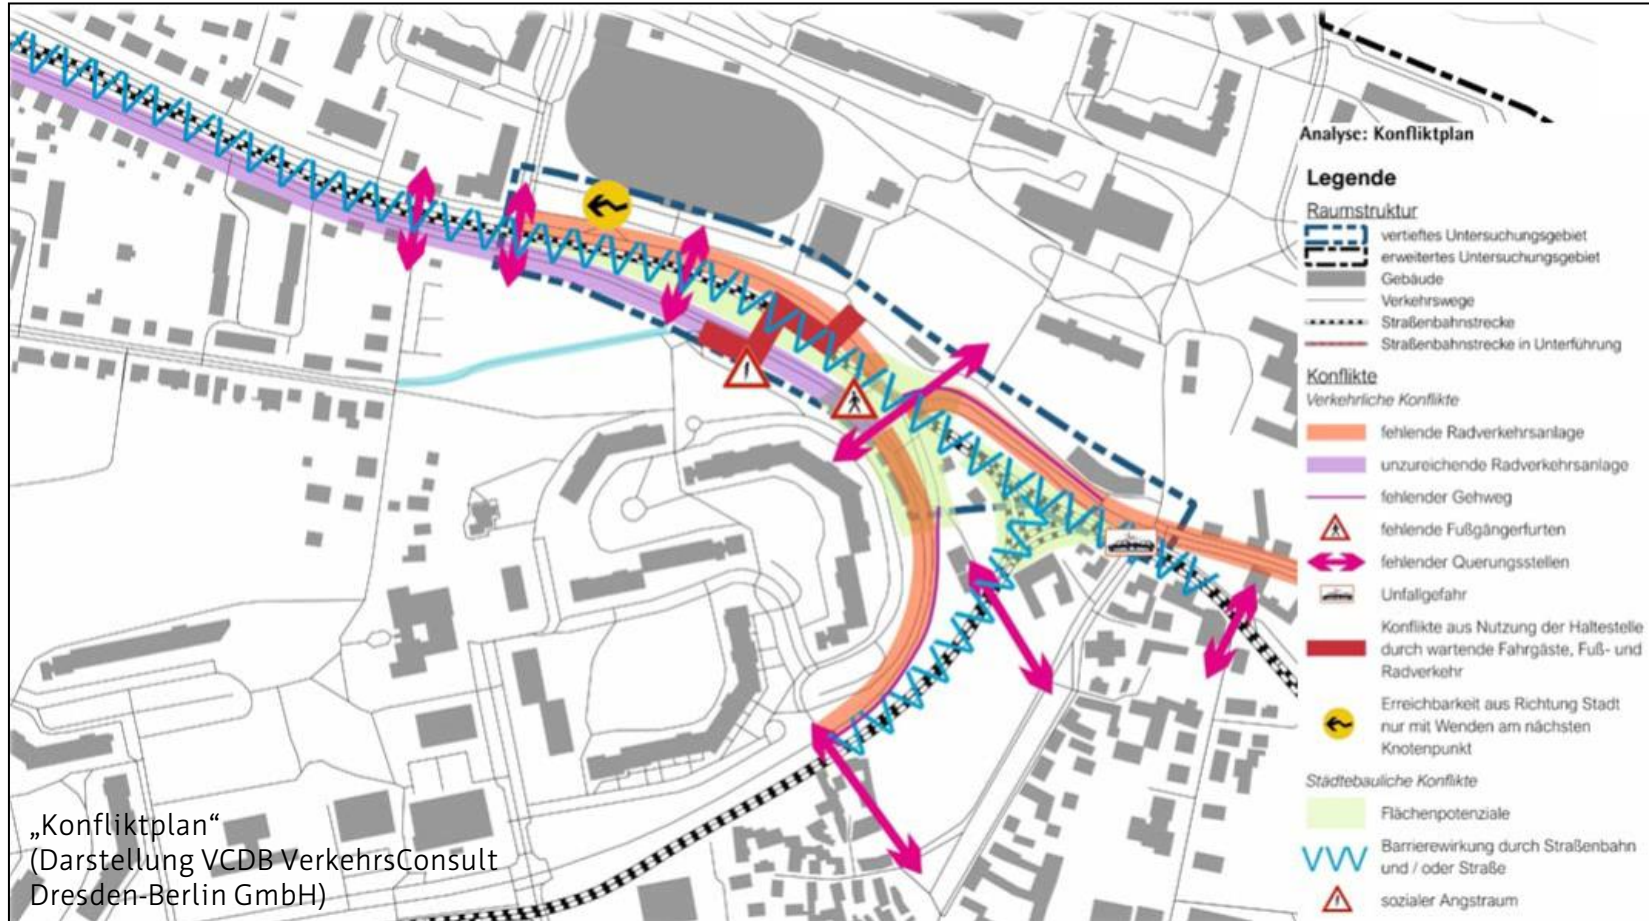 Analyse: Konfliktplan
Legende
Raumstruktur
vertieftes Untersuchungsgebiet
erweitertes Untersuchungsgebiet
Gebäude
Verkehrswege
Straßenbahnstrecke
Straßenbahnstrecke in Unterführung
Konflikte
Verkehrliche Konflikte
fehlende Radverkehrsanlage
unzureichende Radverkehrsanlage
fehlender Gehweg
fehlende Fußgängerfurten
fehlender Querungsstellen
Unfallgefahr
Konflikte aus Nutzung der Haltestelle
durch wartende Fahrgäste, Fuß- und
Radverkehr
Erreichbarkeit aus Richtung Stadt
nur mit Wenden am nächsten
Knotenpunkt
Städtebauliche Konflikte
Flächenpotenziale
Barrierewirkung durch Straßenbahn
und / oder Straße
sozialer Angstraum
„Konfliktplan“
(Darstellung VCDB VerkehrsConsult
Dresden-Berlin GmbH)